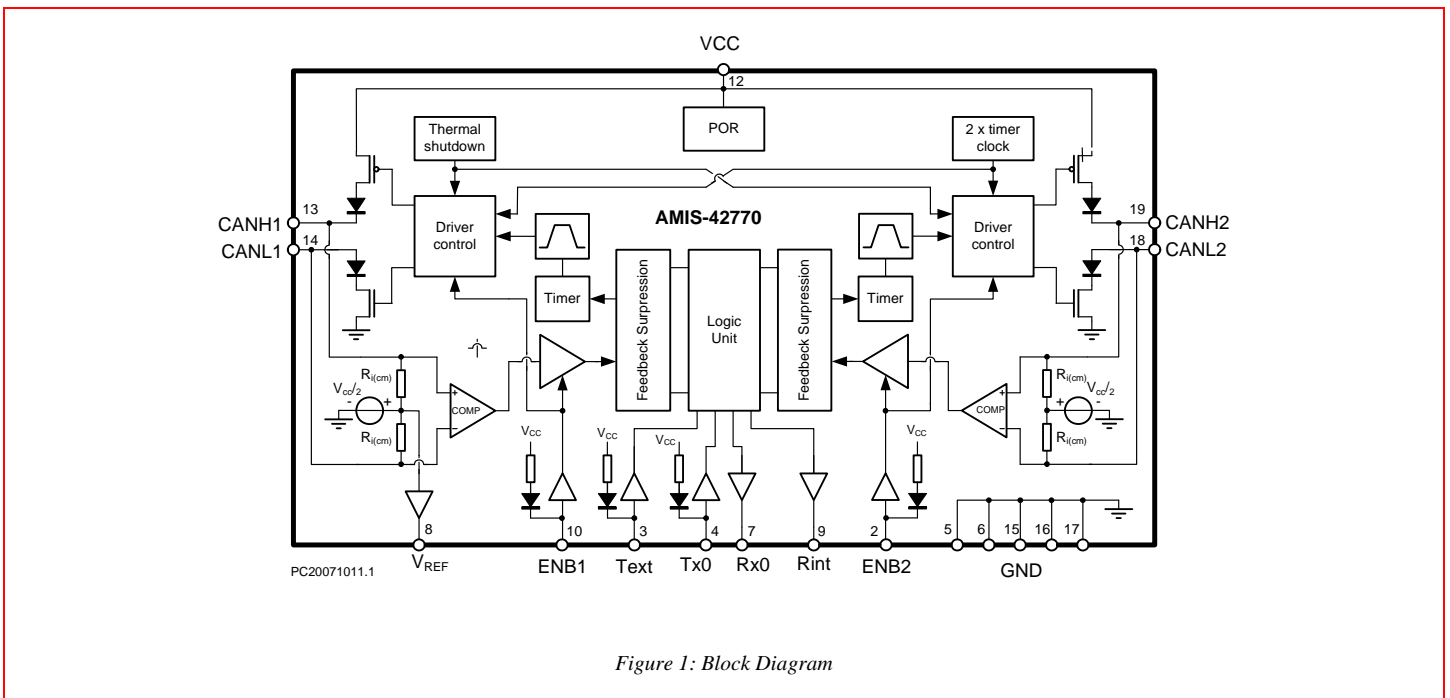 VCC
12
POR
Thermal
shutdown
2 x timer
clock
13
CANH1
14
CANL1
Driver
control
AMIS-42770
Driver
control
19
CANH2
18
CANL2
Timer
Feedbeck Surpression
Logic
Unit
Feedbeck Surpression
Timer
Ri(cm)
Vcc/2
- +
Ri(cm)
+
COMP
−
+
COMP
−
Ri(cm)
Vcc/2
+ -
Ri(cm)
VCC
VCC
VCC
VCC
8
10
3
4
7
9
2
5
6
15
16
17
VREF
ENB1
Text
Tx0
Rx0
Rint
ENB2
GND
PC20071011.1
Figure 1: Block Diagram